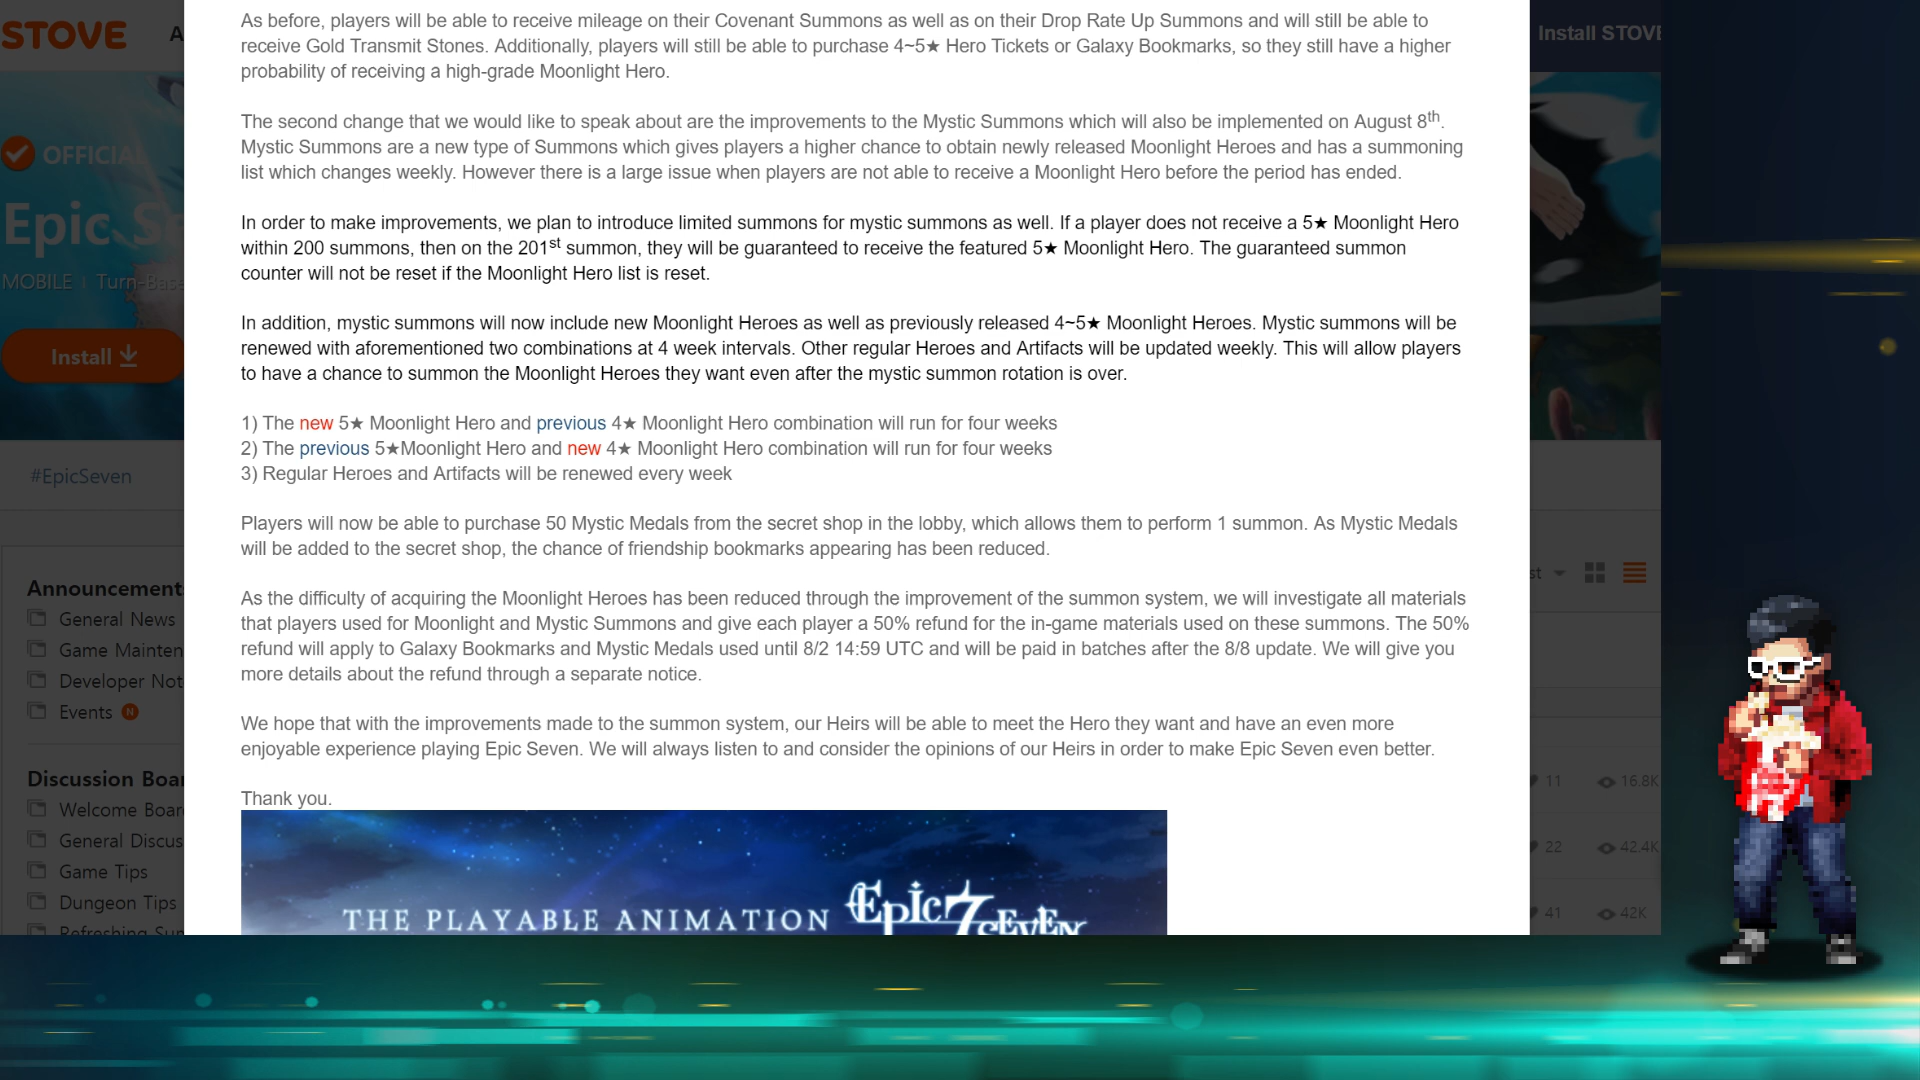 STOVE
A
Install STOVE
OFFICIAL
Epic S
MOBILE | Turn-Base
Install
#EpicSeven
Announcement
General News
Game Mainten
Developer Not
Events N
Discussion Boar
Welcome Boar
General Discus
Game Tips
Dungeon Tips
Refreshing Sur
As before, players will be able to receive mileage on their Covenant Summons as well as on their Drop Rate Up Summons and will still be able to
receive Gold Transmit Stones. Additionally, players will still be able to purchase 4~5★ Hero Tickets or Galaxy Bookmarks, so they still have a higher
probability of receiving a high-grade Moonlight Hero.
The second change that we would like to speak about are the improvements to the Mystic Summons which will also be implemented on August 8th.
Mystic Summons are a new type of Summons which gives players a higher chance to obtain newly released Moonlight Heroes and has a summoning
list which changes weekly. However there is a large issue when players are not able to receive a Moonlight Hero before the period has ended.
In order to make improvements, we plan to introduce limited summons for mystic summons as well. If a player does not receive a 5★ Moonlight Hero
within 200 summons, then on the 201st summon, they will be guaranteed to receive the featured 5★ Moonlight Hero. The guaranteed summon
counter will not be reset if the Moonlight Hero list is reset.
In addition, mystic summons will now include new Moonlight Heroes as well as previously released 4~5★ Moonlight Heroes. Mystic summons will be
renewed with aforementioned two combinations at 4 week intervals. Other regular Heroes and Artifacts will be updated weekly. This will allow players
to have a chance to summon the Moonlight Heroes they want even after the mystic summon rotation is over.
1) The new 5★ Moonlight Hero and previous 4★ Moonlight Hero combination will run for four weeks
2) The previous 5★Moonlight Hero and new 4★ Moonlight Hero combination will run for four weeks
3) Regular Heroes and Artifacts will be renewed every week
Players will now be able to purchase 50 Mystic Medals from the secret shop in the lobby, which allows them to perform 1 summon. As Mystic Medals
will be added to the secret shop, the chance of friendship bookmarks appearing has been reduced.
As the difficulty of acquiring the Moonlight Heroes has been reduced through the improvement of the summon system, we will investigate all materials
that players used for Moonlight and Mystic Summons and give each player a 50% refund for the in-game materials used on these summons. The 50%
refund will apply to Galaxy Bookmarks and Mystic Medals used until 8/2 14:59 UTC and will be paid in batches after the 8/8 update. We will give you
more details about the refund through a separate notice.
We hope that with the improvements made to the summon system, our Heirs will be able to meet the Hero they want and have an even more
enjoyable experience playing Epic Seven. We will always listen to and consider the opinions of our Heirs in order to make Epic Seven even better.
Thank you.
THE PLAYABLE ANIMATION Epic7 SEVEN
st
11 16.8K
22 42.4K
41 42K